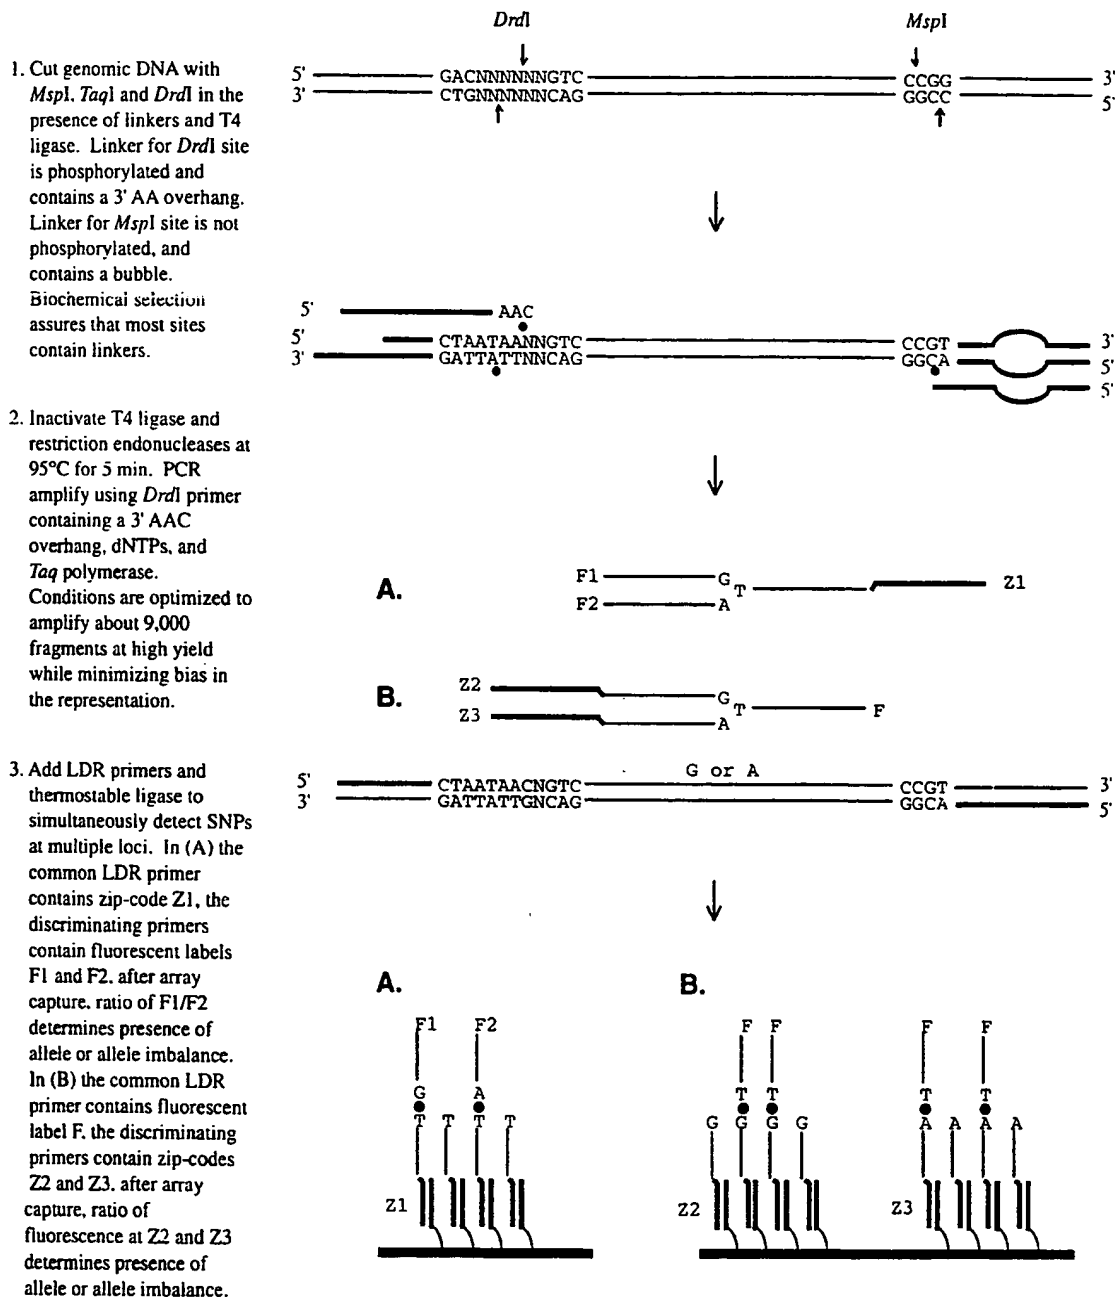 DrdI
MspI
1. Cut genomic DNA with
MspI, TaqI and DrdI in the
presence of linkers and T4
ligase. Linker for DrdI site
is phosphorylated and
contains a 3' AA overhang.
Linker for MspI site is not
phosphorylated, and
contains a bubble.
Biochemical selection
assures that most sites
contain linkers.
5' GACNNNNNNGTC CCGG 3'
3' CTGNNNNNNCAG GGCC 5'
5' AAC
5' CTAATAANNGTC CCGT 3'
3' GATTATTNNCAG GGCA 5'
5'
2. Inactivate T4 ligase and
restriction endonucleases at
95°C for 5 min. PCR
amplify using DrdI primer
containing a 3' AAC
overhang, dNTPs, and
Taq polymerase.
Conditions are optimized to
amplify about 9,000
fragments at high yield
while minimizing bias in
the representation.
A.
F1 G T Z1
F2 A
B.
Z2 G T F
Z3 A
3. Add LDR primers and
thermostable ligase to
simultaneously detect SNPs
at multiple loci. In (A) the
common LDR primer
contains zip-code Z1, the
discriminating primers
contain fluorescent labels
F1 and F2. after array
capture, ratio of F1/F2
determines presence of
allele or allele imbalance.
In (B) the common LDR
primer contains fluorescent
label F. the discriminating
primers contain zip-codes
Z2 and Z3. after array
capture, ratio of
fluorescence at Z2 and Z3
determines presence of
allele or allele imbalance.
G or A
5' CTAATAACNGTC CCGT 3'
3' GATTATTGNCAG GGCA 5'
A.
F1 F2
G A
T T T T
Z1
B.
F F F F
T T T T
G G G G A A A A
Z2 Z3